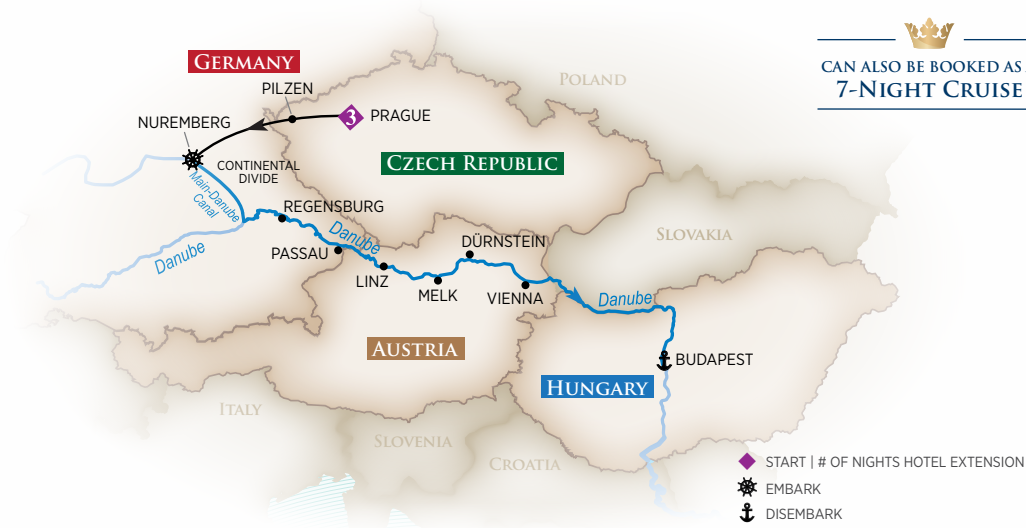 CAN ALSO BE BOOKED AS
7-NIGHT CRUISE
POLAND
GERMANY
PILZEN
3
PRAGUE
NUREMBERG
CZECH REPUBLIC
CONTINENTAL
DIVIDE
Main-Danube
Canal
REGENSBURG
Danube
Danube
PASSAU
DÜRNSTEIN
SLOVAKIA
LINZ
MELK
VIENNA
Danube
AUSTRIA
BUDAPEST
HUNGARY
ITALY
SLOVENIA
CROATIA
START | # OF NIGHTS HOTEL EXTENSION
EMBARK
DISEMBARK